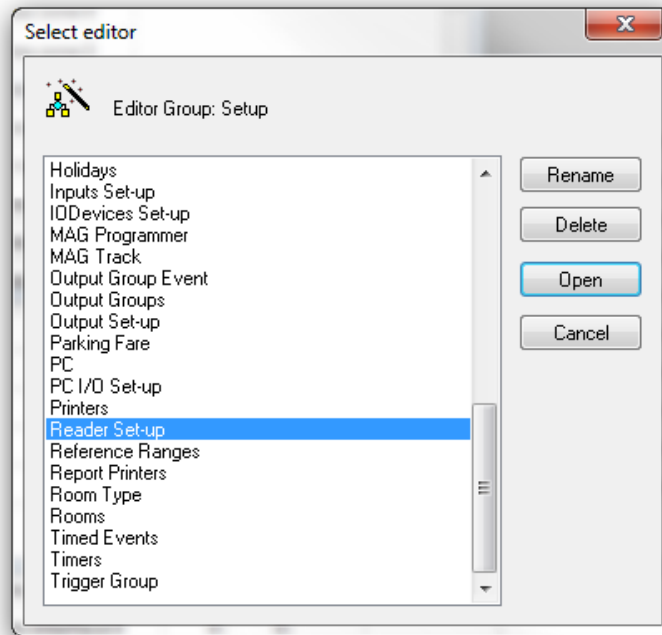 Select editor
Editor Group: Setup
Holidays
Inputs Set-up
IODevices Set-up
MAG Programmer
MAG Track
Output Group Event
Output Groups
Output Set-up
Parking Fare
PC
PC I/O Set-up
Printers
Reader Set-up
Reference Ranges
Report Printers
Room Type
Rooms
Timed Events
Timers
Trigger Group
Rename
Delete
Open
Cancel